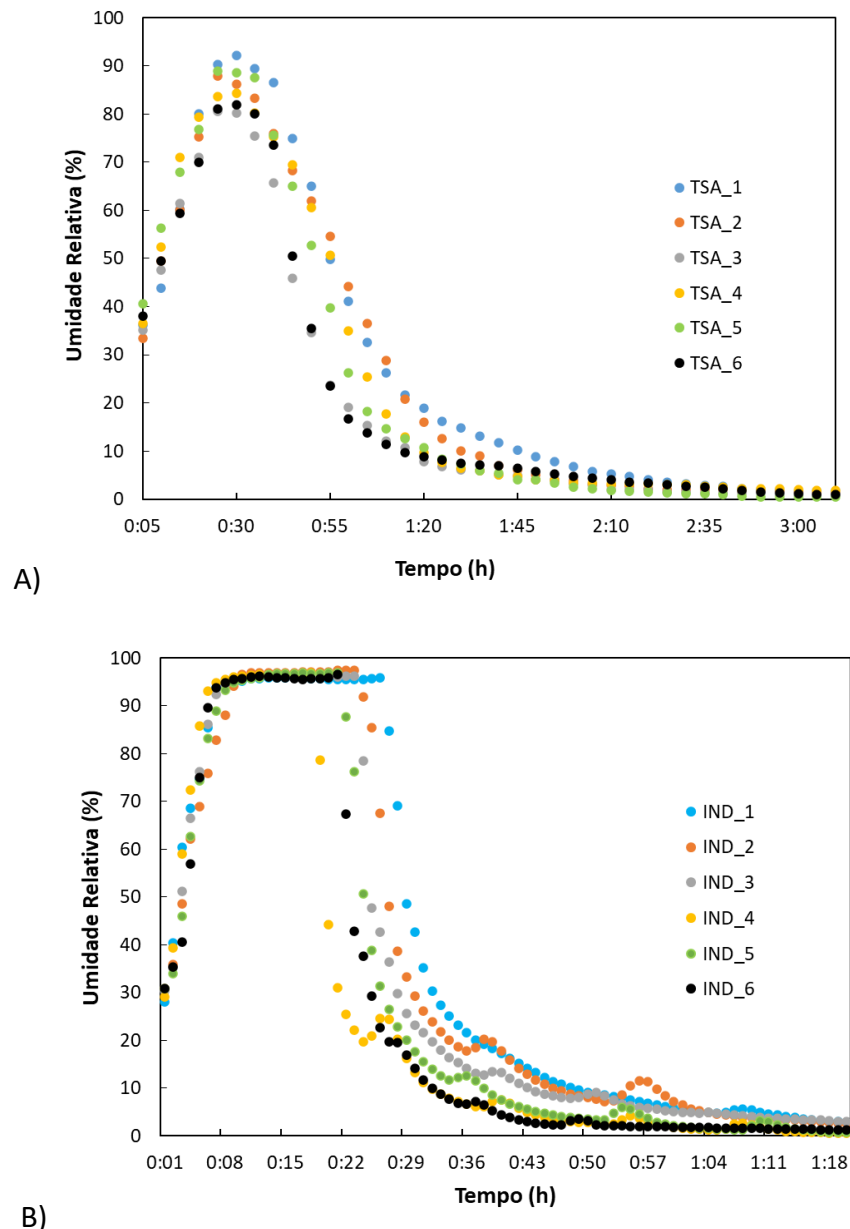 100
90
80
70
60
50
40
30
20
10
0
Umidade Relativa (%)
TSA_1
TSA_2
TSA_3
TSA_4
TSA_5
TSA_6
0:05 0:30 0:55 1:20 1:45 2:10 2:35 3:00
Tempo (h)
A)
100
90
80
70
60
50
40
30
20
10
0
Umidade Relativa (%)
IND_1
IND_2
IND_3
IND_4
IND_5
IND_6
0:01 0:08 0:15 0:22 0:29 0:36 0:43 0:50 0:57 1:04 1:11 1:18
Tempo (h)
B)